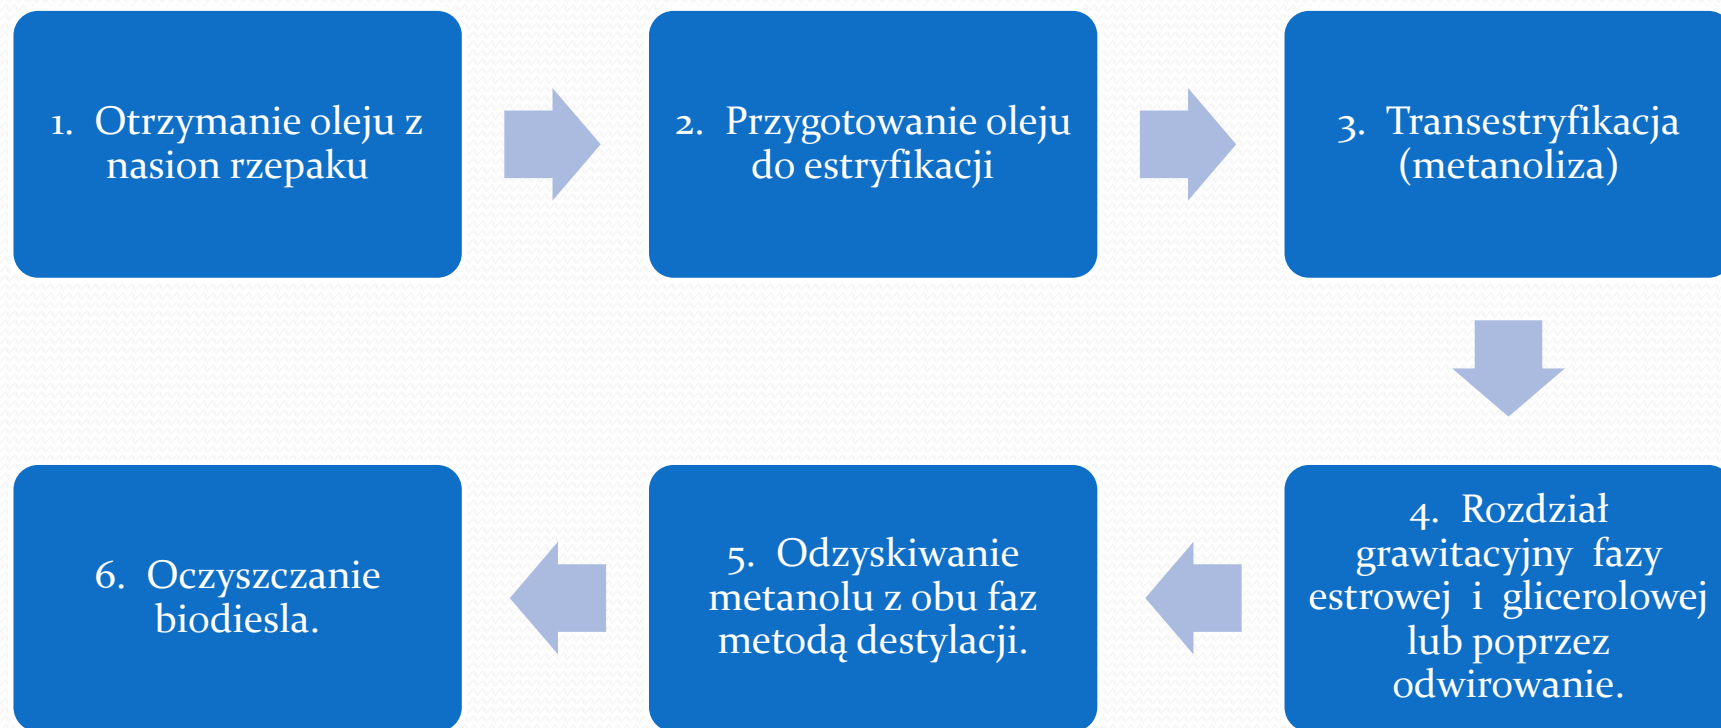 1. Otrzymanie oleju z
nasion rzepaku
2. Przygotowanie oleju
do estryfikacji
3. Transestryfikacja
(metanoliza)
4. Rozdział
grawitacyjny fazy
estrowej i glicerolowej
lub poprzez
odwirowanie.
5. Odzyskiwanie
metanolu z obu faz
metodą destylacji.
6. Oczyszczanie
biodiesla.